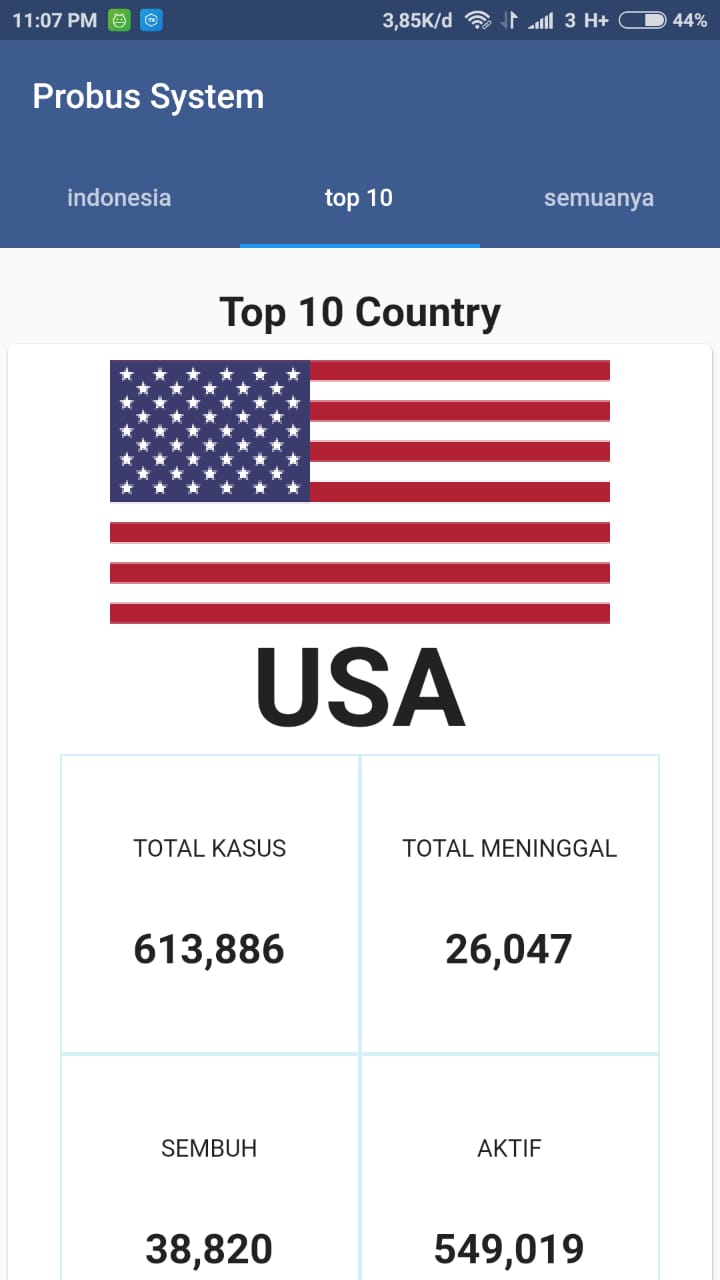 11:07 PM 3,85K/d 3 H+ 44%
Probus System
indonesia top 10 semuanya
Top 10 Country
USA
TOTAL KASUS TOTAL MENINGGAL
613,886 26,047
SEMBUH AKTIF
38,820 549,019